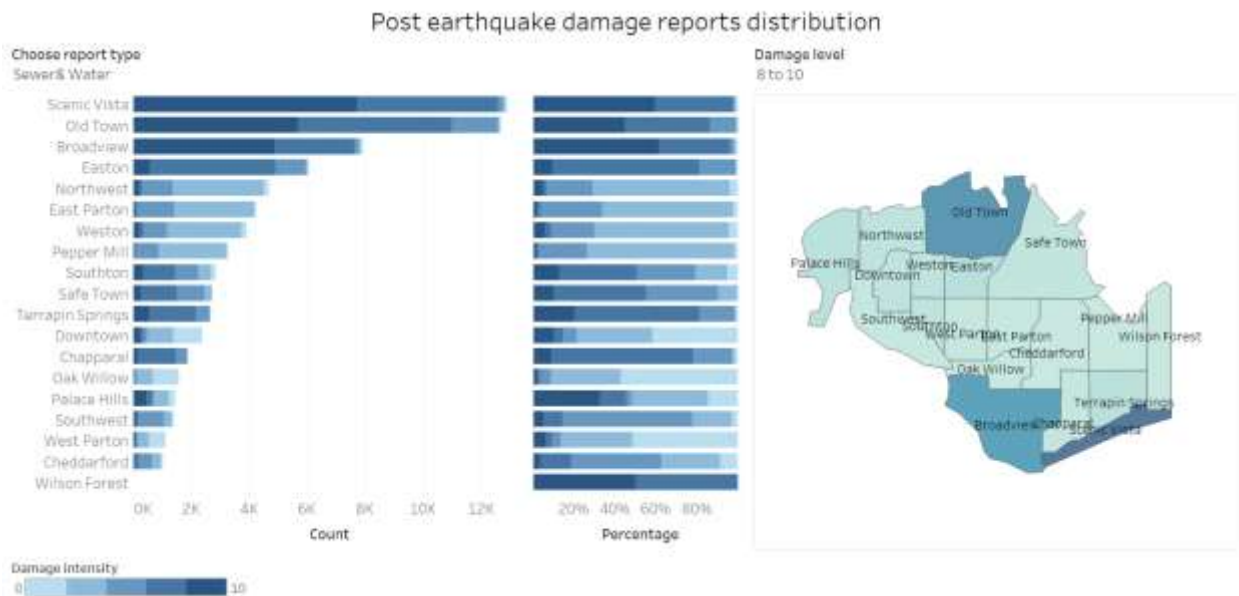 Post earthquake damage reports distribution
Choose report type
Sewer& Water
Damage level
8 to 10
Scenic Vista
Old Town
Broadview
Easton
Northwest
East Parton
Weston
Pepper Mill
Southton
Safe Town
Terrapin Springs
Downtown
Chapparal
Oak Willow
Palace Hills
Southwest
West Parton
Cheddarford
Wilson Forest
0K 2K 4K 6K 8K 10K 12K
Count
20% 40% 60% 80%
Percentage
Old Town
Northwest
Safe Town
Palace Hills
Weston
Easton
Downtown
Southwest
Southton
West Parton
East Parton
Pepper Mill
Wilson Forest
Cheddarford
Oak Willow
Terrapin Springs
Broadview
Chapparal
Scenic Vista
Damage intensity
0 10